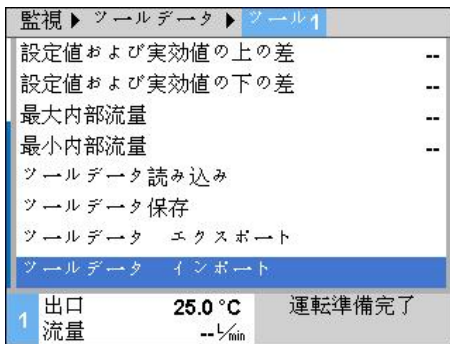 監視 ▶ ツールデータ ▶ ツール1
設定値および実効値の上の差 --
設定値および実効値の下の差 --
最大内部流量 --
最小内部流量 --
ツールデータ読み込み
ツールデータ保存
ツールデータ エクスポート
ツールデータ インポート
1 出口 25.0 °C 運転準備完了
流量 -- L/min